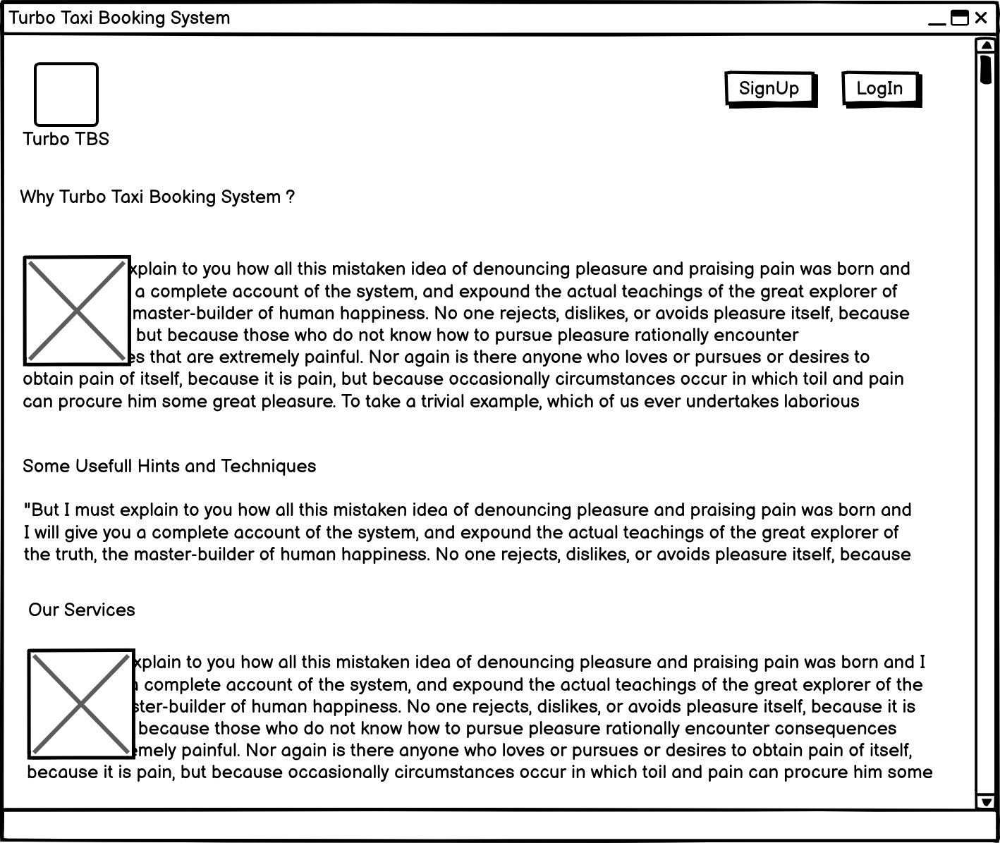 Turbo Taxi Booking System
SignUp
LogIn
Turbo TBS
Why Turbo Taxi Booking System ?
xplain to you how all this mistaken idea of denouncing pleasure and praising pain was born and
a complete account of the system, and expound the actual teachings of the great explorer of
master-builder of human happiness. No one rejects, dislikes, or avoids pleasure itself, because
but because those who do not know how to pursue pleasure rationally encounter
es that are extremely painful. Nor again is there anyone who loves or pursues or desires to
obtain pain of itself, because it is pain, but because occasionally circumstances occur in which toil and pain
can procure him some great pleasure. To take a trivial example, which of us ever undertakes laborious
Some Usefull Hints and Techniques
"But I must explain to you how all this mistaken idea of denouncing pleasure and praising pain was born and
I will give you a complete account of the system, and expound the actual teachings of the great explorer of
the truth, the master-builder of human happiness. No one rejects, dislikes, or avoids pleasure itself, because
Our Services
xplain to you how all this mistaken idea of denouncing pleasure and praising pain was born and I
complete account of the system, and expound the actual teachings of the great explorer of the
ster-builder of human happiness. No one rejects, dislikes, or avoids pleasure itself, because it is
because those who do not know how to pursue pleasure rationally encounter consequences
emely painful. Nor again is there anyone who loves or pursues or desires to obtain pain of itself,
because it is pain, but because occasionally circumstances occur in which toil and pain can procure him some